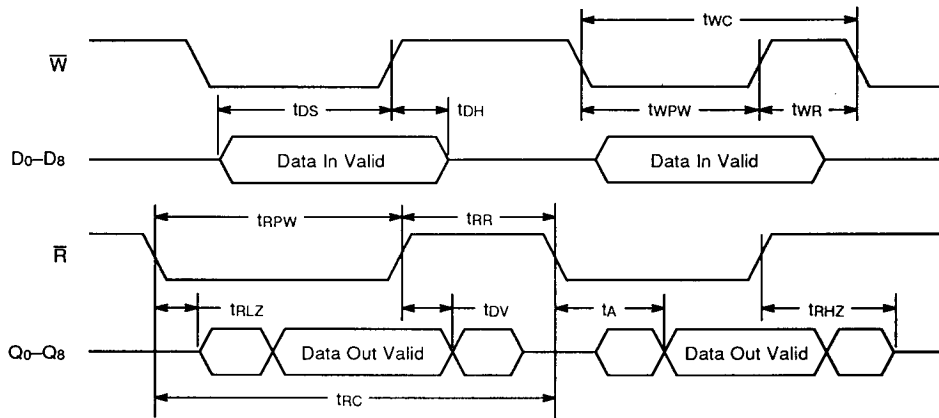 tWC
W̅
tDS
tDH
tWPW
tWR
D0–D8
Data In Valid
Data In Valid
tRPW
tRR
R̅
tRLZ
tDV
tA
tRHZ
Q0–Q8
Data Out Valid
Data Out Valid
tRC